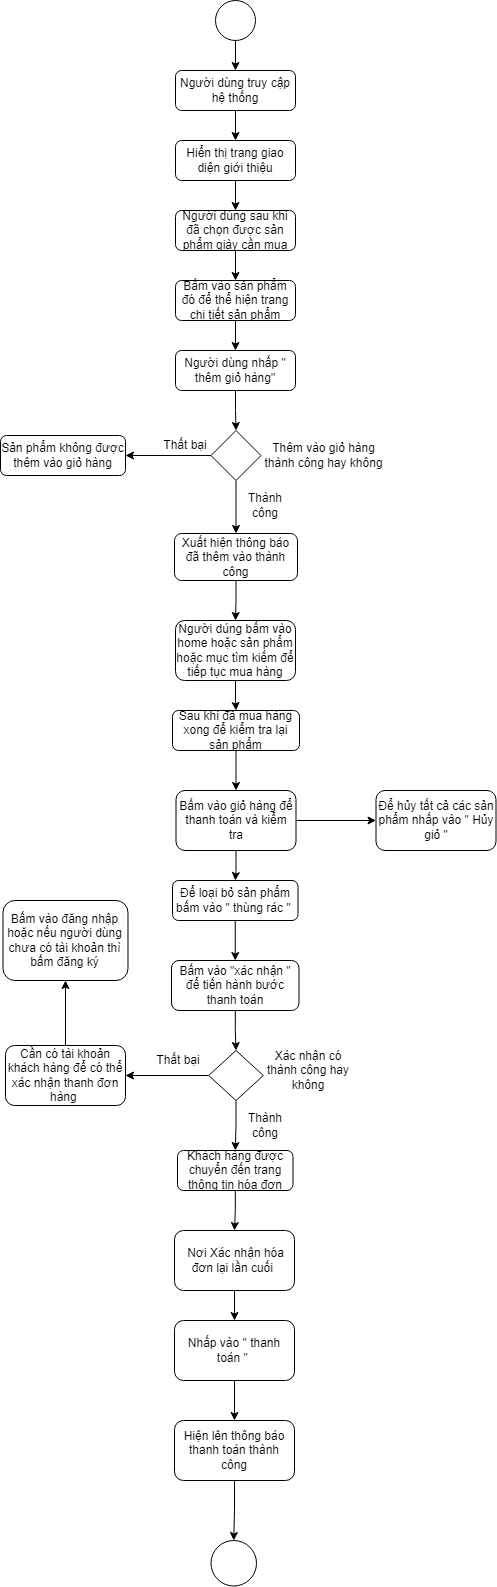 Người dùng truy cập
hệ thống
Hiển thị trang giao
diện giới thiệu
Người dùng sau khi
đã chọn được sản
phẩm giày cần mua
Bấm vào sản phẩm
đó để thể hiện trang
chi tiết sản phẩm
Người dùng nhấp "
thêm giỏ hàng"
Thất bại
Thêm vào giỏ hàng
thành công hay không
Sản phẩm không được
thêm vào giỏ hàng
Thành
công
Xuất hiện thông báo
đã thêm vào thành
công
Người dúng bấm vào
home hoặc sản phẩm
hoặc mục tìm kiếm để
tiếp tục mua hàng
Sau khi đã mua hàng
xong để kiểm tra lại
sản phẩm
Bấm vào giỏ hàng để
thanh toán và kiểm
tra
Để hủy tất cả các sản
phẩm nhấp vào " Hủy
giỏ "
Để loại bỏ sản phẩm
bấm vào " thùng rác "
Bấm vào đăng nhập
hoặc nếu người dùng
chưa có tài khoản thì
bấm đăng ký
Bấm vào "xác nhận "
để tiến hành bước
thanh toán
Thất bại
Xác nhận có
thành công hay
không
Cần có tài khoản
khách hàng để có thể
xác nhận thanh đơn
hàng
Thành
công
Khách hàng được
chuyển đến trang
thông tin hóa đơn
Nơi Xác nhận hóa
đơn lại lần cuối
Nhấp vào " thanh
toán "
Hiện lên thông báo
thanh toán thành
công